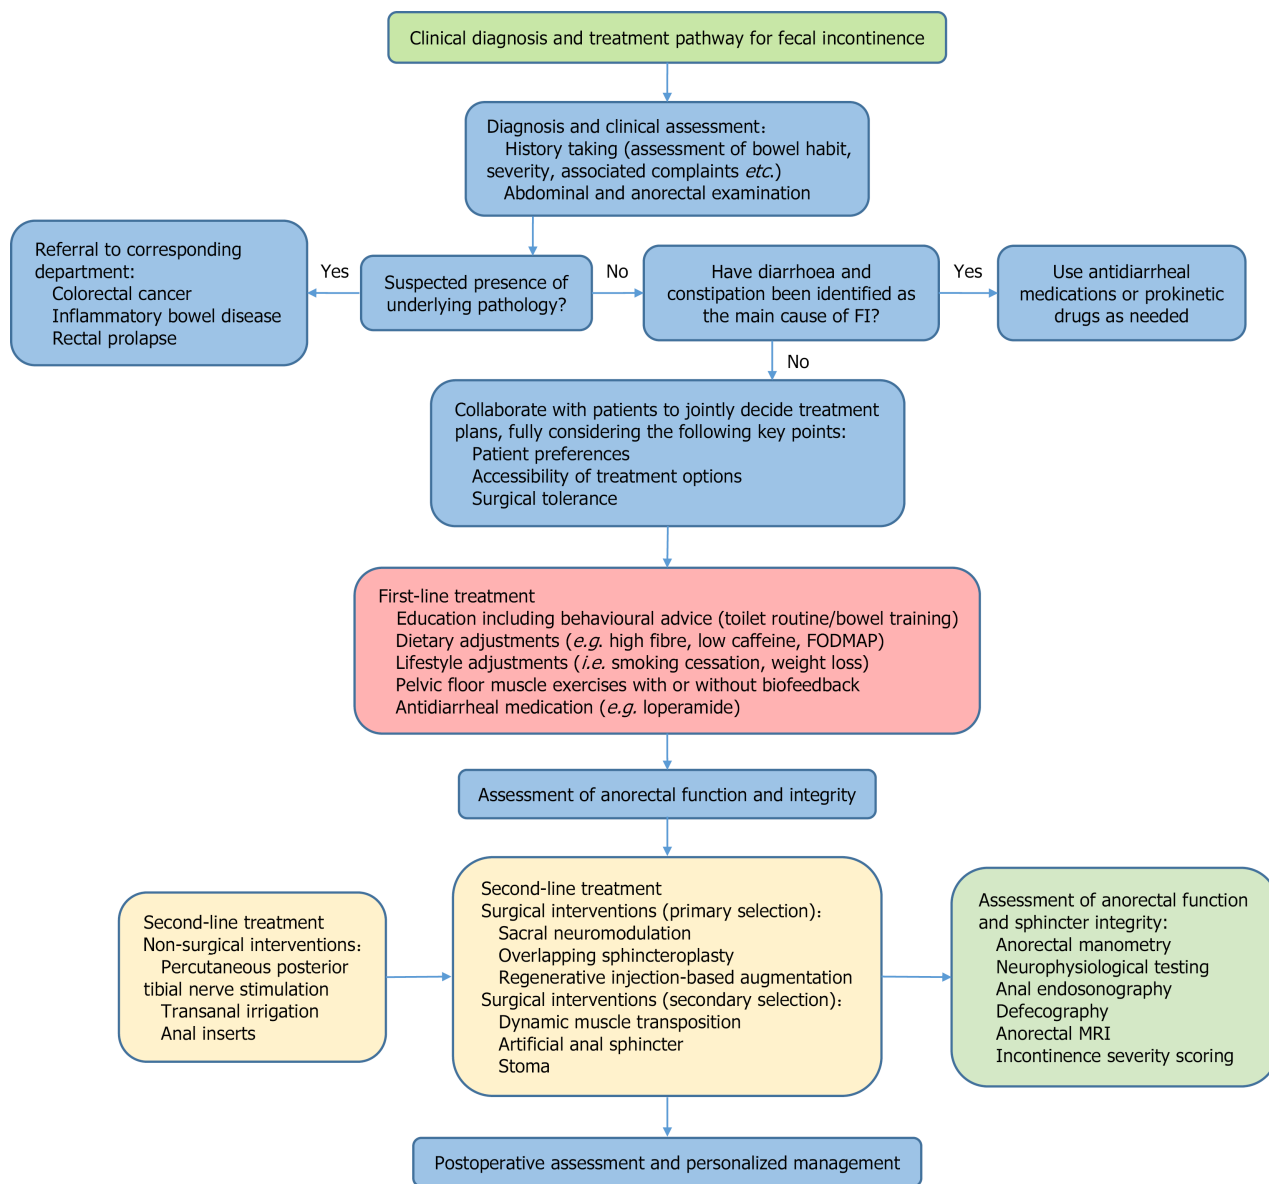 Clinical diagnosis and treatment pathway for fecal incontinence
Diagnosis and clinical assessment:
History taking (assessment of bowel habit,
severity, associated complaints etc.)
Abdominal and anorectal examination
Referral to corresponding
department:
Colorectal cancer
Inflammatory bowel disease
Rectal prolapse
Yes
Suspected presence of
underlying pathology?
No
Have diarrhoea and
constipation been identified as
the main cause of FI?
Yes
Use antidiarrheal
medications or prokinetic
drugs as needed
No
Collaborate with patients to jointly decide treatment
plans, fully considering the following key points:
Patient preferences
Accessibility of treatment options
Surgical tolerance
First-line treatment
Education including behavioural advice (toilet routine/bowel training)
Dietary adjustments (e.g. high fibre, low caffeine, FODMAP)
Lifestyle adjustments (i.e. smoking cessation, weight loss)
Pelvic floor muscle exercises with or without biofeedback
Antidiarrheal medication (e.g. loperamide)
Assessment of anorectal function and integrity
Second-line treatment
Non-surgical interventions:
Percutaneous posterior
tibial nerve stimulation
Transanal irrigation
Anal inserts
Second-line treatment
Surgical interventions (primary selection):
Sacral neuromodulation
Overlapping sphincteroplasty
Regenerative injection-based augmentation
Surgical interventions (secondary selection):
Dynamic muscle transposition
Artificial anal sphincter
Stoma
Assessment of anorectal function
and sphincter integrity:
Anorectal manometry
Neurophysiological testing
Anal endosonography
Defecography
Anorectal MRI
Incontinence severity scoring
Postoperative assessment and personalized management